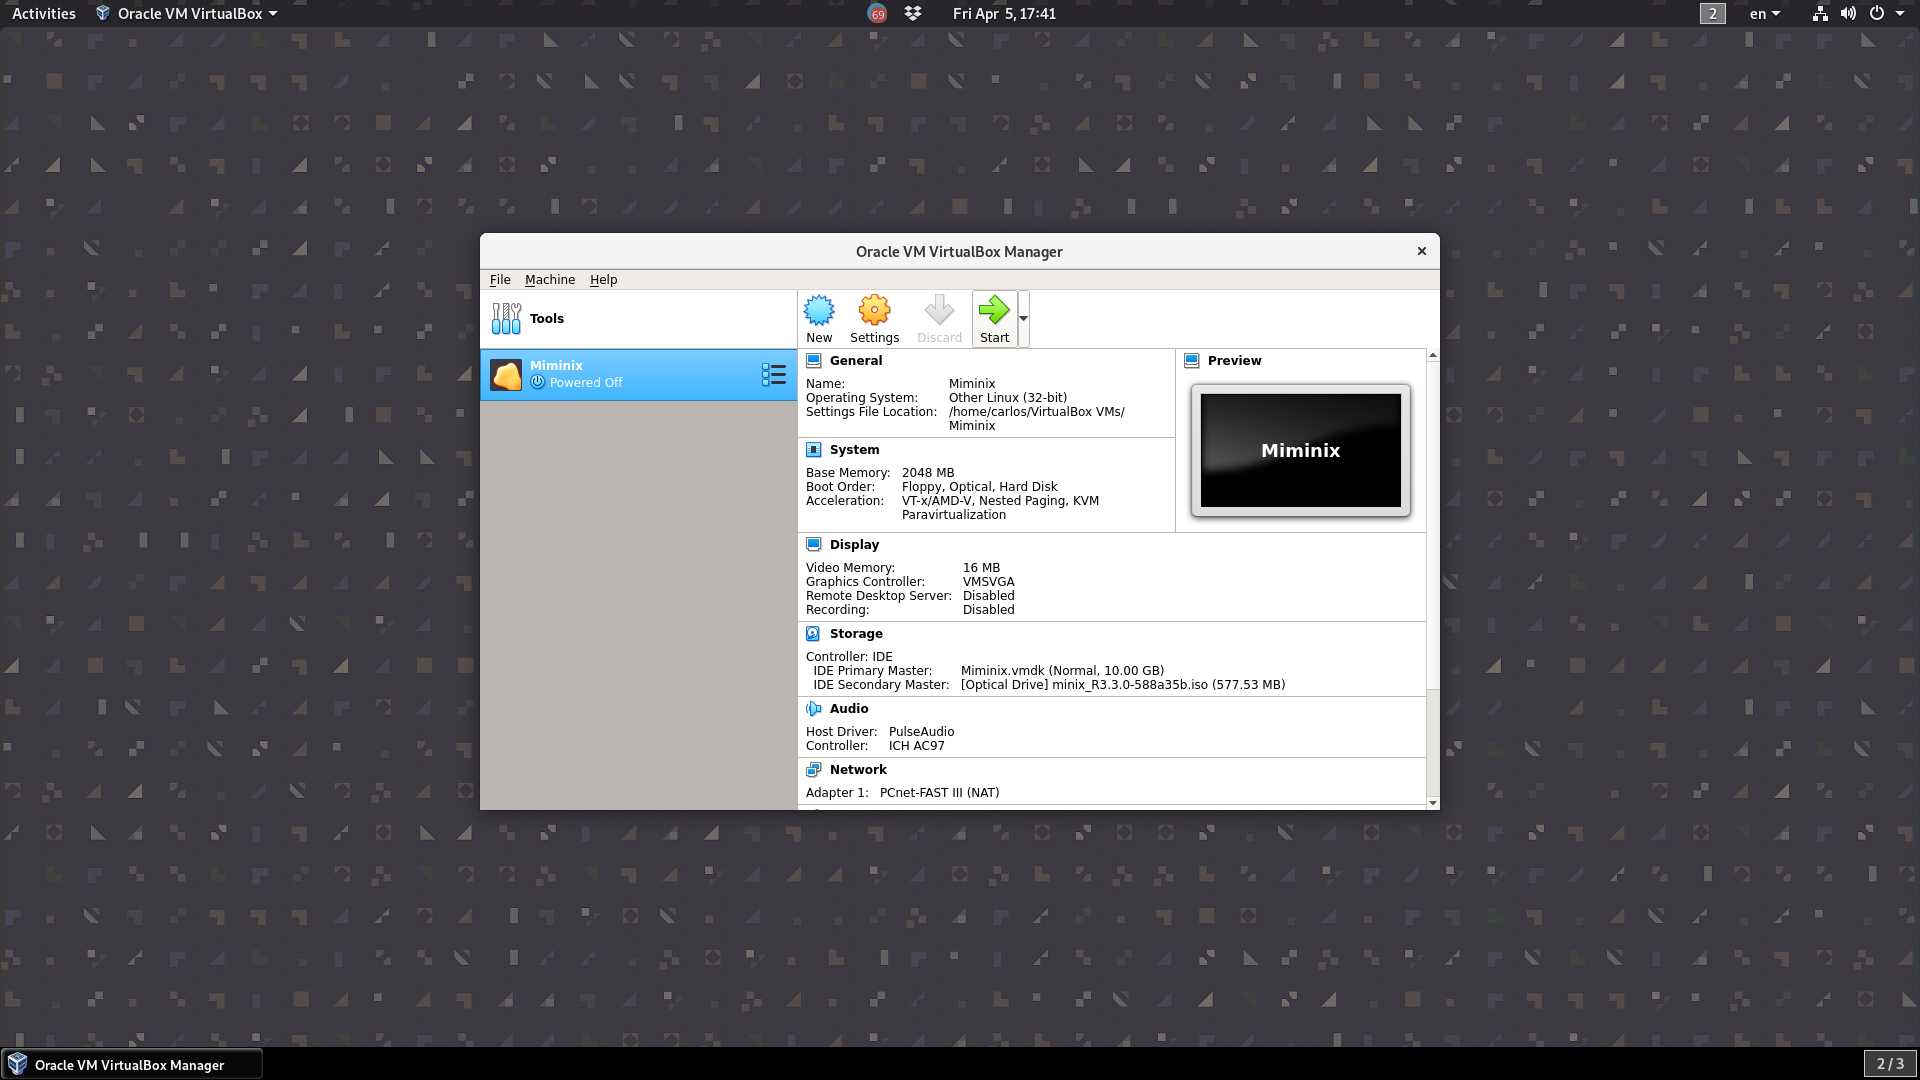 Activities
Oracle VM VirtualBox
69
Fri Apr 5, 17:41
2
en
Oracle VM VirtualBox Manager
File Machine Help
Tools
New Settings Discard Start
Miminix
Powered Off
General
Name: Miminix
Operating System: Other Linux (32-bit)
Settings File Location: /home/carlos/VirtualBox VMs/
Miminix
System
Base Memory: 2048 MB
Boot Order: Floppy, Optical, Hard Disk
Acceleration: VT-x/AMD-V, Nested Paging, KVM
Paravirtualization
Preview
Miminix
Display
Video Memory: 16 MB
Graphics Controller: VMSVGA
Remote Desktop Server: Disabled
Recording: Disabled
Storage
Controller: IDE
IDE Primary Master: Miminix.vmdk (Normal, 10.00 GB)
IDE Secondary Master: [Optical Drive] minix_R3.3.0-588a35b.iso (577.53 MB)
Audio
Host Driver: PulseAudio
Controller: ICH AC97
Network
Adapter 1: PCnet-FAST III (NAT)
Oracle VM VirtualBox Manager
2 / 3